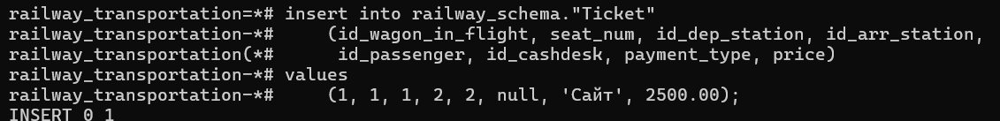 railway_transportation=*# insert into railway_schema."Ticket"
railway_transportation-*#     (id_wagon_in_flight, seat_num, id_dep_station, id_arr_station,
railway_transportation(*#      id_passenger, id_cashdesk, payment_type, price)
railway_transportation-*# values
railway_transportation-*#     (1, 1, 1, 2, 2, null, 'Сайт', 2500.00);
INSERT 0 1